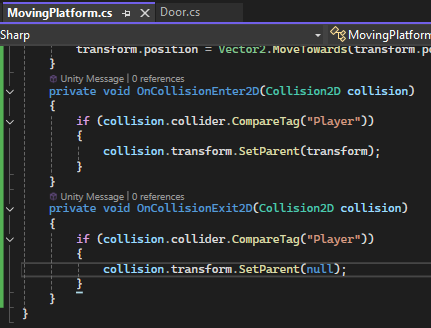 MovingPlatform.cs Door.cs
Sharp MovingPlatform
transform.position = Vector2.MoveTowards(transform.po
}
Unity Message | 0 references
private void OnCollisionEnter2D(Collision2D collision)
{
if (collision.collider.CompareTag("Player"))
{
collision.transform.SetParent(transform);
}
}
Unity Message | 0 references
private void OnCollisionExit2D(Collision2D collision)
{
if (collision.collider.CompareTag("Player"))
{
collision.transform.SetParent(null);
}
}
}